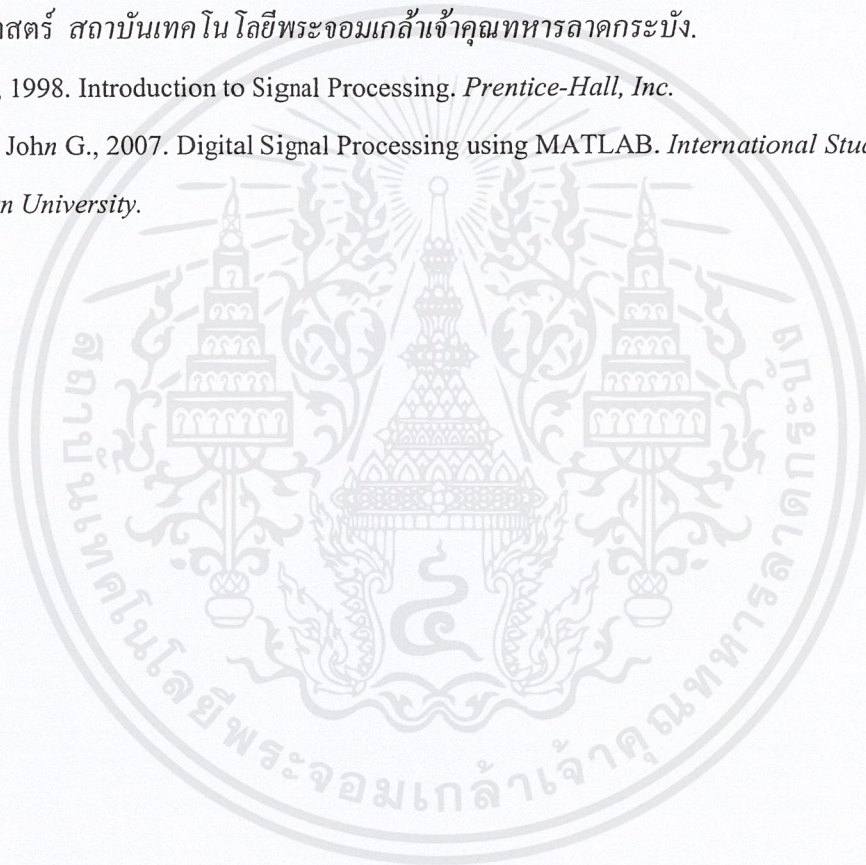 าสตร์ สถาบันเทคโนโลยีพระจอมเกล้าเจ้าคุณทหารลาดกระบัง.
, 1998. Introduction to Signal Processing. Prentice-Hall, Inc.
John G., 2007. Digital Signal Processing using MATLAB. International Stu
n University.
๔
สถาบันเทคโนโลยีพระจอมเกล้าเจ้าคุณทหารลาดกระบัง